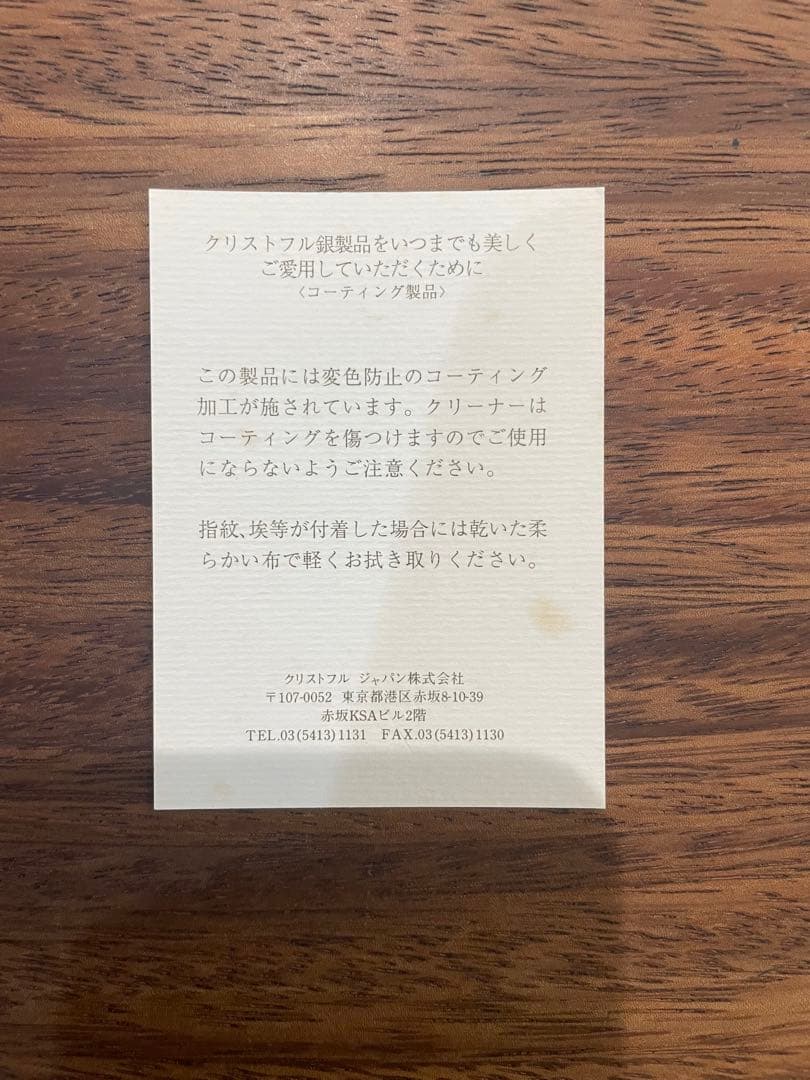 クリストフル銀製品をいつまでも美しく
ご愛用していただくために
〈コーティング製品〉
この製品には変色防止のコーティング
加工が施されています。クリーナーは
コーティングを傷つけますのでご使用
にならないようご注意ください。
指紋、埃等が付着した場合には乾いた柔
らかい布で軽くお拭き取りください。
クリストフル ジャパン株式会社
〒107-0052 東京都港区赤坂8-10-39
赤坂KSAビル2階
TEL.03(5413)1131 FAX.03(5413)1130